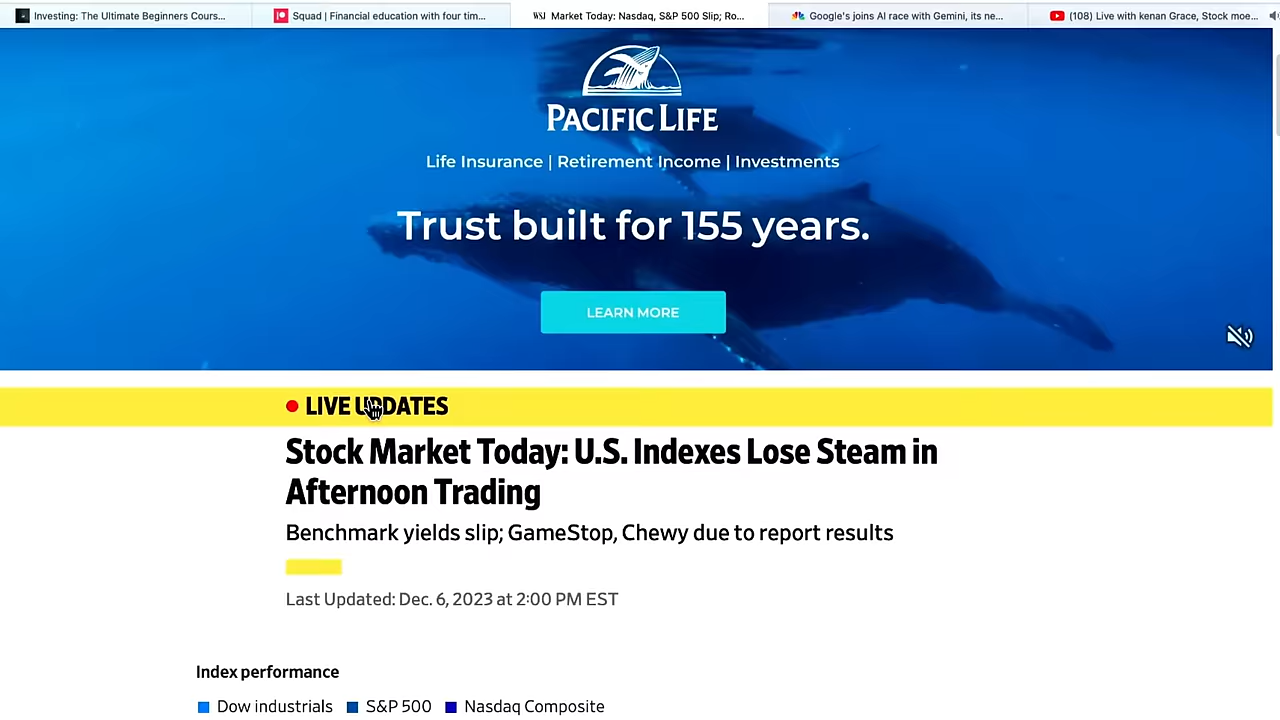 Investing: The Ultimate Beginners Cours...
Squad | Financial education with four tim...
WSJ Market Today: Nasdaq, S&P 500 Slip; Ro...
Google's joins AI race with Gemini, its ne...
(108) Live with kenan Grace, Stock moe...
PACIFIC LIFE
Life Insurance | Retirement Income | Investments
Trust built for 155 years.
LEARN MORE
LIVE UPDATES
Stock Market Today: U.S. Indexes Lose Steam in
Afternoon Trading
Benchmark yields slip; GameStop, Chewy due to report results
Last Updated: Dec. 6, 2023 at 2:00 PM EST
Index performance
Dow industrials S&P 500 Nasdaq Composite